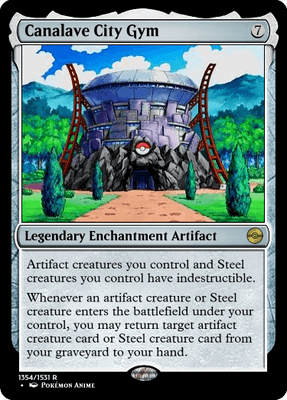 Canalave City Gym 7
Legendary Enchantment Artifact
Artifact creatures you control and Steel
creatures you control have indestructible.
Whenever an artifact creature or Steel
creature enters the battlefield under your
control, you may return target artifact
creature card or Steel creature card from
your graveyard to your hand.
1354/1531 R
• Pokémon Anime